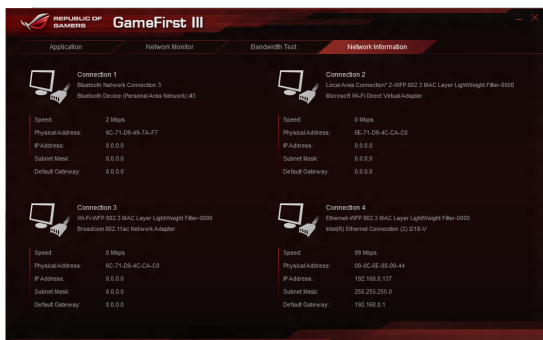 REPUBLIC OF
GAMERS
GameFirst III
Application Network Monitor Bandwidth Test Network Information
Connection 1
Bluetooth Network Connection 3
Bluetooth Device (Personal Area Network) #3
Speed: 2 Mbps
Physical Address: 6C-71-D9-49-7A-F7
IP Address: 0.0.0.0
Subnet Mask: 0.0.0.0
Default Gateway: 0.0.0.0
Connection 2
Local Area Connection* 2-WFP 802.3 MAC Layer LightWeight Filter-0000
Microsoft Wi-Fi Direct Virtual Adapter
Speed: 0 Mbps
Physical Address: 6E-71-D9-4C-CA-C0
IP Address: 0.0.0.0
Subnet Mask: 0.0.0.0
Default Gateway: 0.0.0.0
Connection 3
Wi-Fi-WFP 802.3 MAC Layer LightWeight Filter-0000
Broadcom 802.11ac Network Adapter
Speed: 0 Mbps
Physical Address: 6C-71-D9-4C-CA-C0
IP Address: 0.0.0.0
Subnet Mask: 0.0.0.0
Default Gateway: 0.0.0.0
Connection 4
Ethernet-WFP 802.3 MAC Layer LightWeight Filter-0000
Intel(R) Ethernet Connection (2) I218-V
Speed: 99 Mbps
Physical Address: 00-0C-6E-00-00-44
IP Address: 192.168.0.137
Subnet Mask: 255.255.255.0
Default Gateway: 192.168.0.1